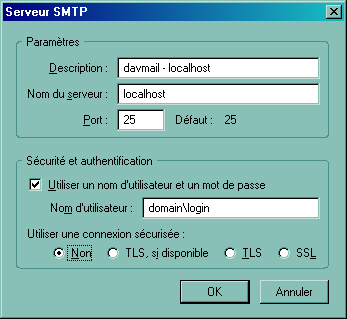 Serveur SMTP
Paramètres
Description : davmail - localhost
Nom du serveur : localhost
Port : 25 Défaut : 25
Sécurité et authentification
Utiliser un nom d'utilisateur et un mot de passe
Nom d'utilisateur : domain\login
Utiliser une connexion sécurisée :
Non TLS, si disponible TLS SSL
OK Annuler